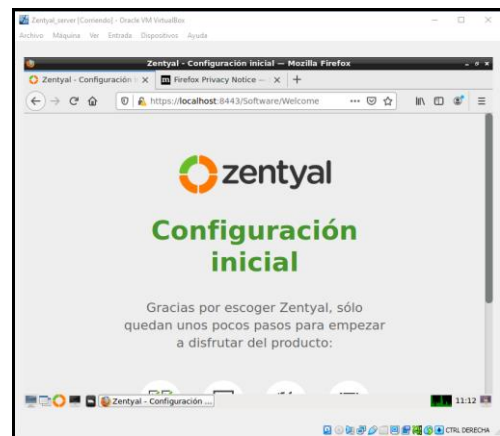 Zentyal_server [Corriendo] - Oracle VM VirtualBox
Archivo Máquina Ver Entrada Dispositivos Ayuda
Zentyal - Configuración inicial — Mozilla Firefox
Zentyal - Configuración
Firefox Privacy Notice —
https://localhost:8443/Software/Welcome
zentyal
Configuración
inicial
Gracias por escoger Zentyal, sólo
quedan unos pocos pasos para empezar
a disfrutar del producto:
Zentyal - Configuración ...
11:12
CTRL DERECHA